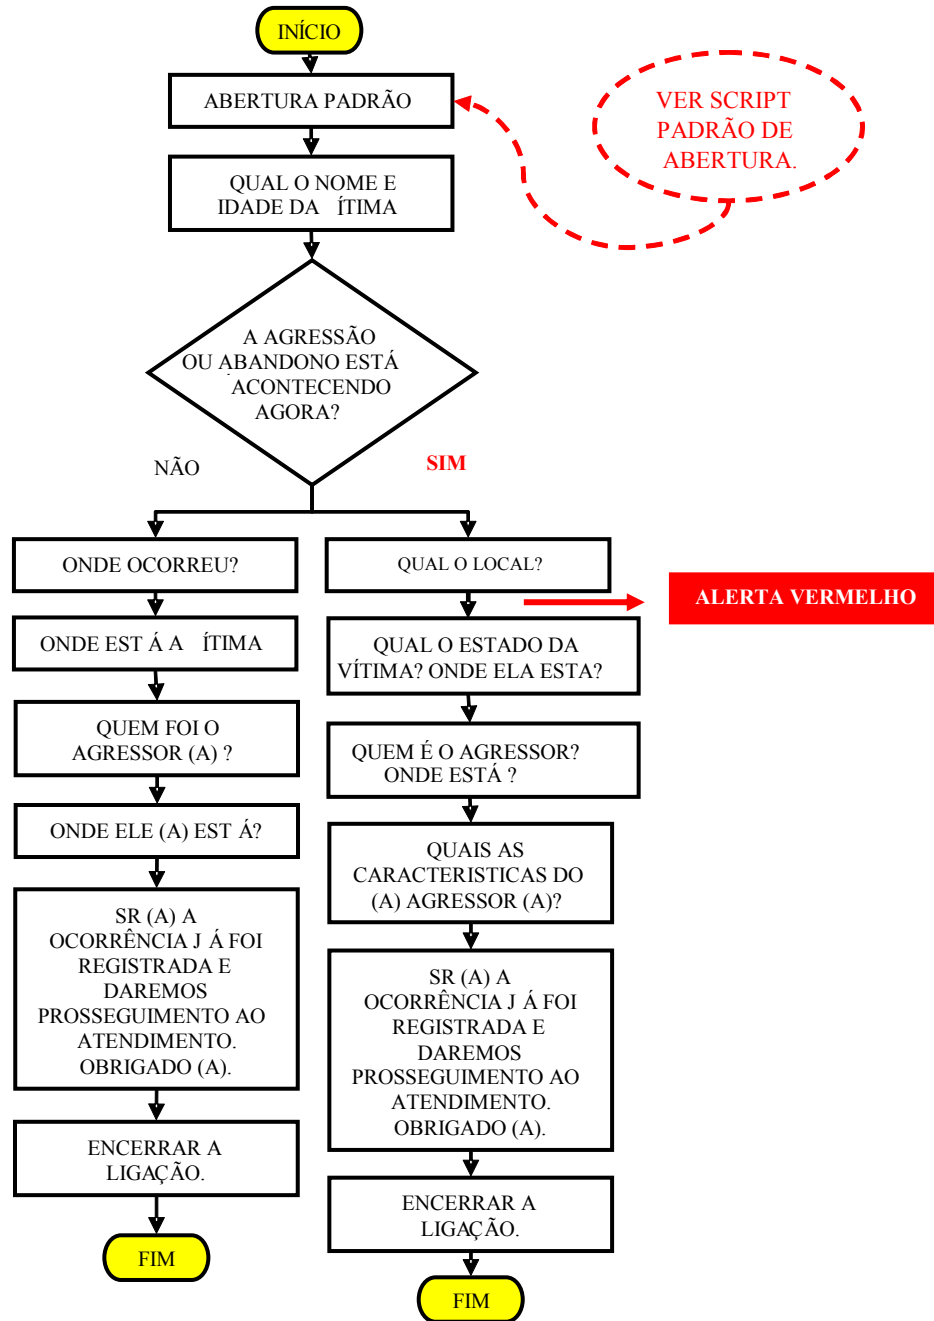 INÍCIO
ABERTURA PADRÃO
VER SCRIPT
PADRÃO DE
ABERTURA.
QUAL O NOME E
IDADE DA ÍTIMA
A AGRESSÃO
OU ABANDONO ESTÁ
ACONTECENDO
AGORA?
NÃO
SIM
ONDE OCORREU?
ONDE EST Á A ÍTIMA
QUEM FOI O
AGRESSOR (A) ?
ONDE ELE (A) EST Á?
SR (A) A
OCORRÊNCIA J Á FOI
REGISTRADA E
DAREMOS
PROSSEGUIMENTO AO
ATENDIMENTO.
OBRIGADO (A).
ENCERRAR A
LIGAÇÃO.
FIM
QUAL O LOCAL?
ALERTA VERMELHO
QUAL O ESTADO DA
VÍTIMA? ONDE ELA ESTA?
QUEM É O AGRESSOR?
ONDE ESTÁ ?
QUAIS AS
CARACTERISTICAS DO
(A) AGRESSOR (A)?
SR (A) A
OCORRÊNCIA J Á FOI
REGISTRADA E
DAREMOS
PROSSEGUIMENTO AO
ATENDIMENTO.
OBRIGADO (A).
ENCERRAR A
LIGAÇÃO.
FIM